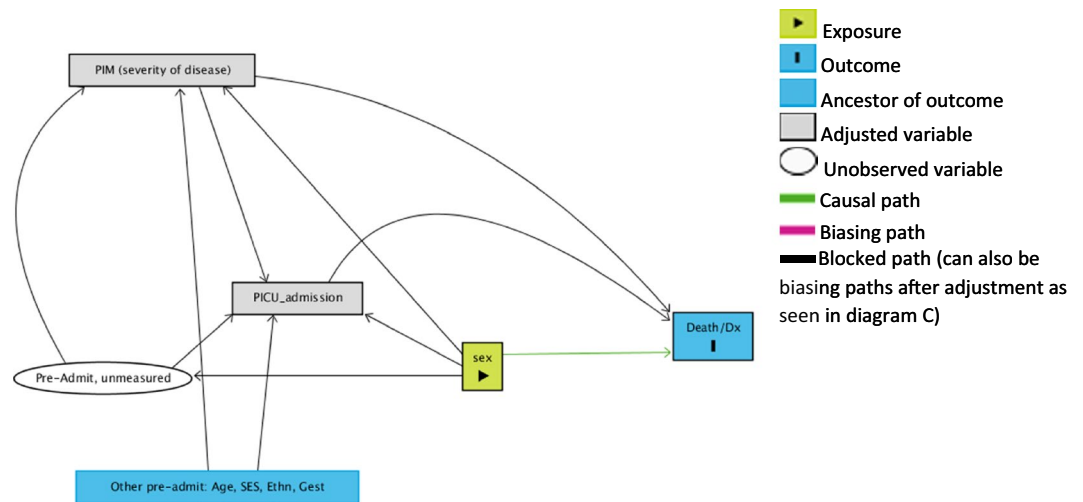 PIM (severity of disease)
PICU_admission
Pre-Admit, unmeasured
sex
Death/Dx
Other pre-admit: Age, SES, Ethn, Gest
Exposure
Outcome
Ancestor of outcome
Adjusted variable
Unobserved variable
Causal path
Biasing path
Blocked path (can also be
biasing paths after adjustment as
seen in diagram C)